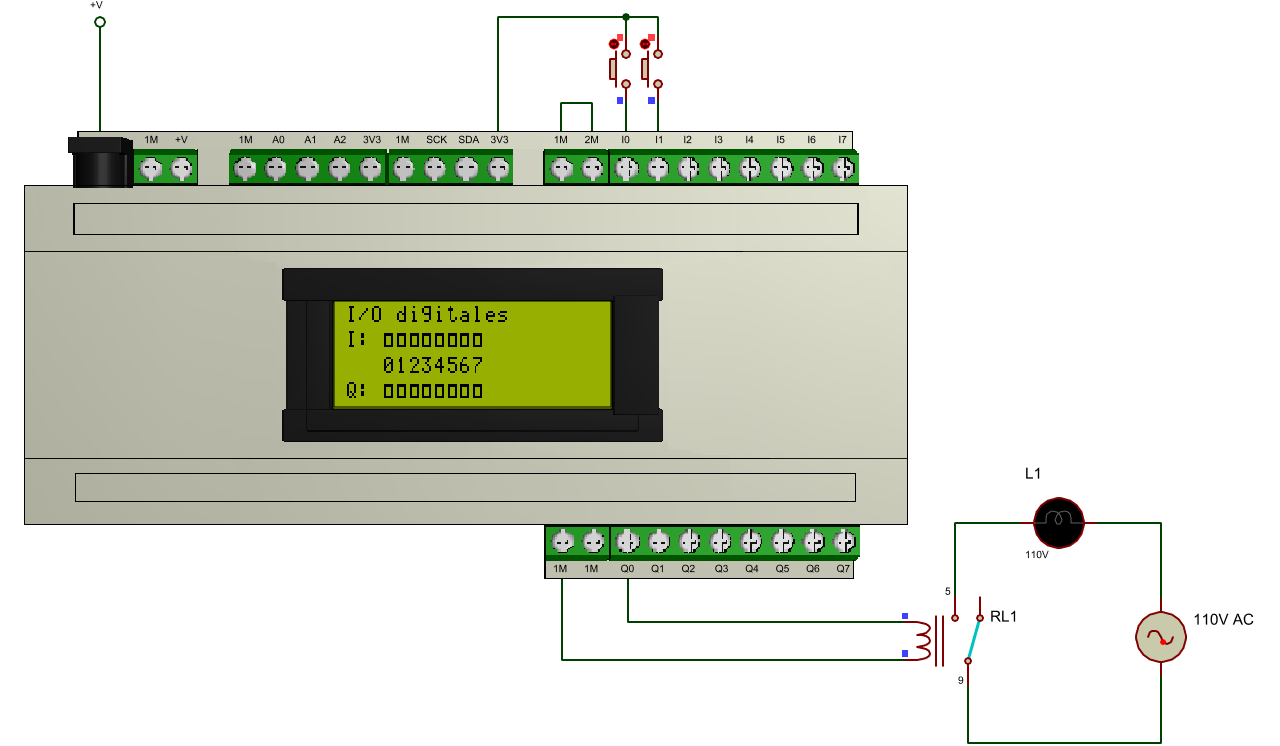 +V
1M +V 1M A0 A1 A2 3V3 1M SCK SDA 3V3 1M 2M I0 I1 I2 I3 I4 I5 I6 I7
I/O digitales
I:
01234567
Q:
L1
110V
1M 1M Q0 Q1 Q2 Q3 Q4 Q5 Q6 Q7
5
RL1
110V AC
9